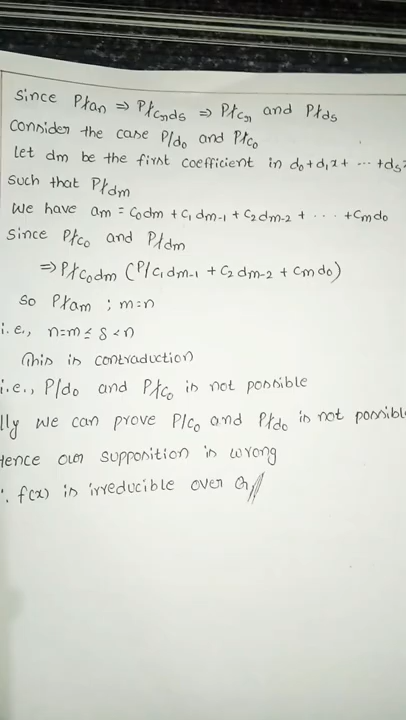 Since P∤an ⇒ P∤cnds ⇒ P∤cn and P∤ds
Consider the case P/d₀ and P∤c₀
Let dm be the first coefficient in d₀+d₁x+ ··· +ds
such that P∤dm
We have am = c₀dm + c₁dm-1 + c₂dm-2 + · · · + cmd₀
Since P∤c₀ and P∤dm
⇒ P∤c₀dm (P/c₁dm-1 + c₂dm-2 + cmd₀)
So P∤am ; m=n
i.e., n=m ≤ s < n
This is contraduction
i.e., P/d₀ and P∤c₀ is not possible
lly we can prove P/c₀ and P∤d₀ is not possible
Hence our supposition is wrong
∴ f(x) is irreducible over Q//